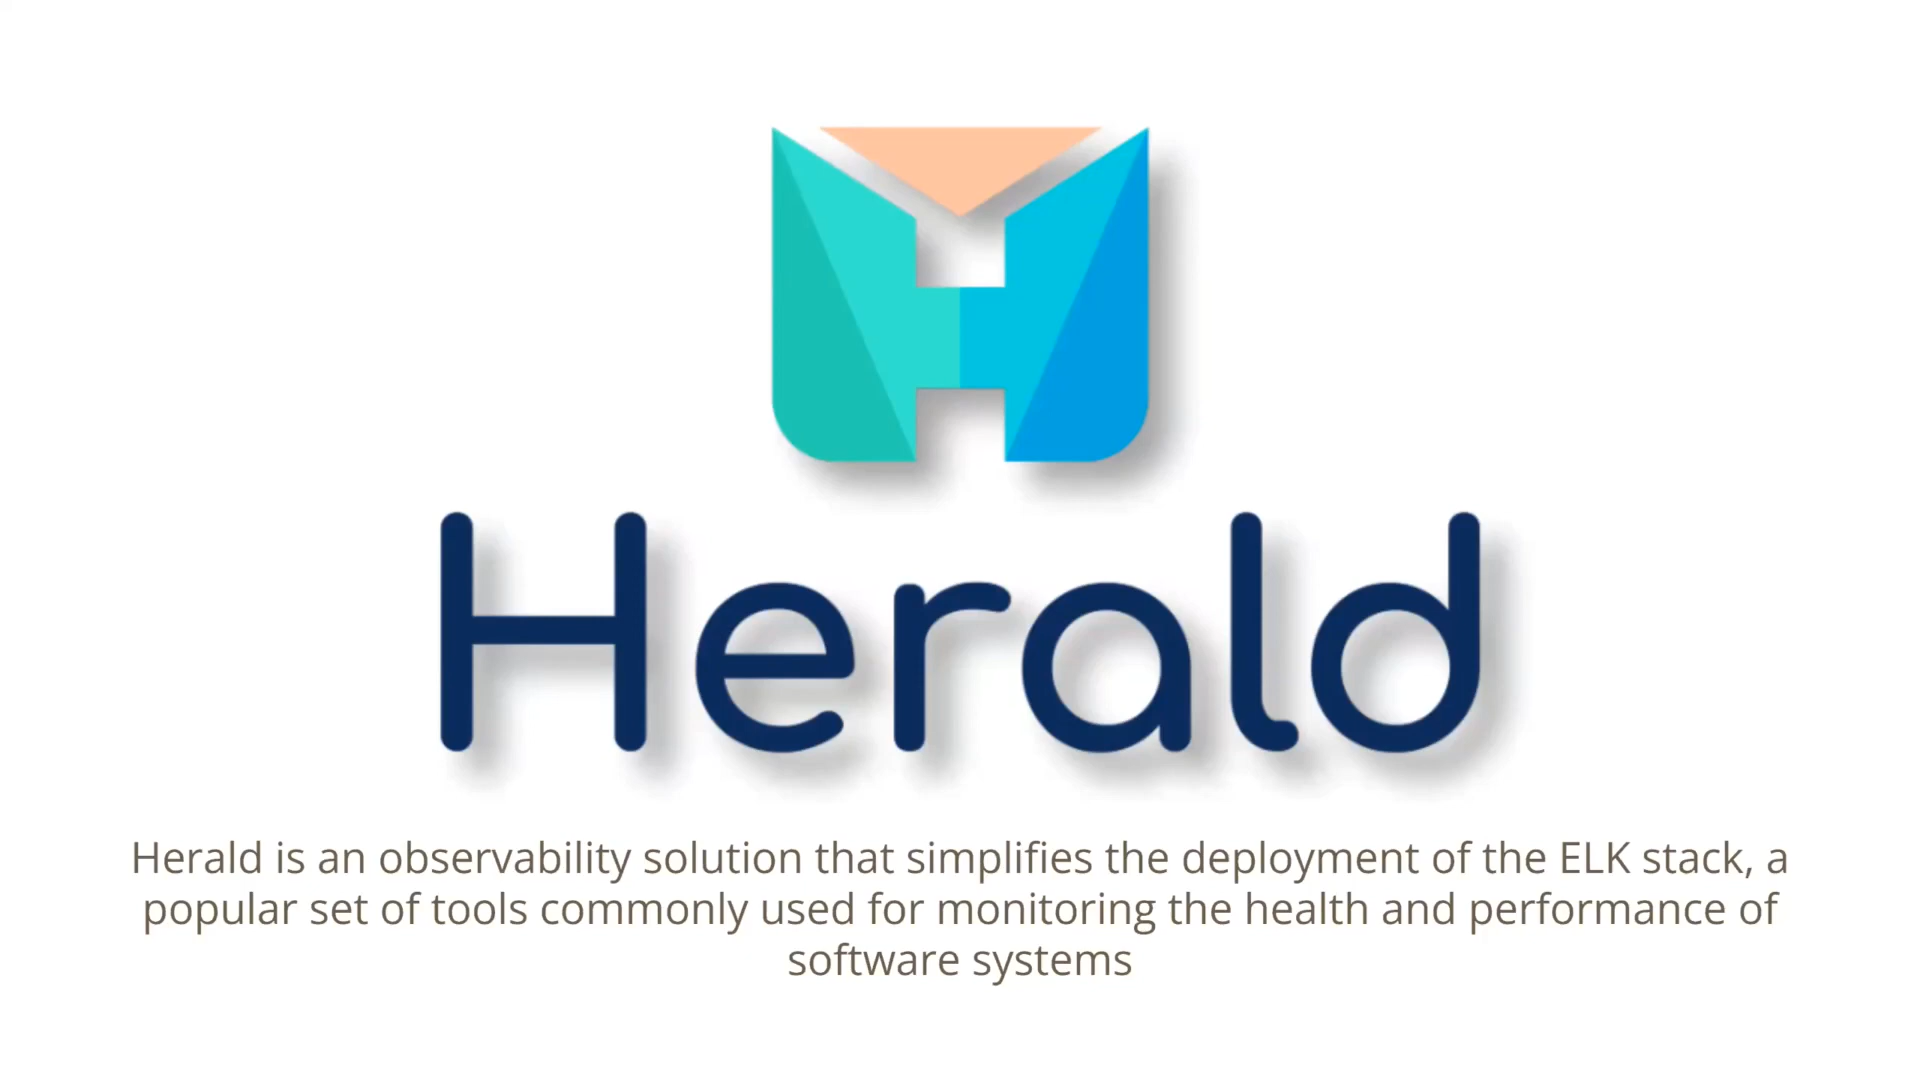 Herald
Herald is an observability solution that simplifies the deployment of the ELK stack, a
popular set of tools commonly used for monitoring the health and performance of
software systems